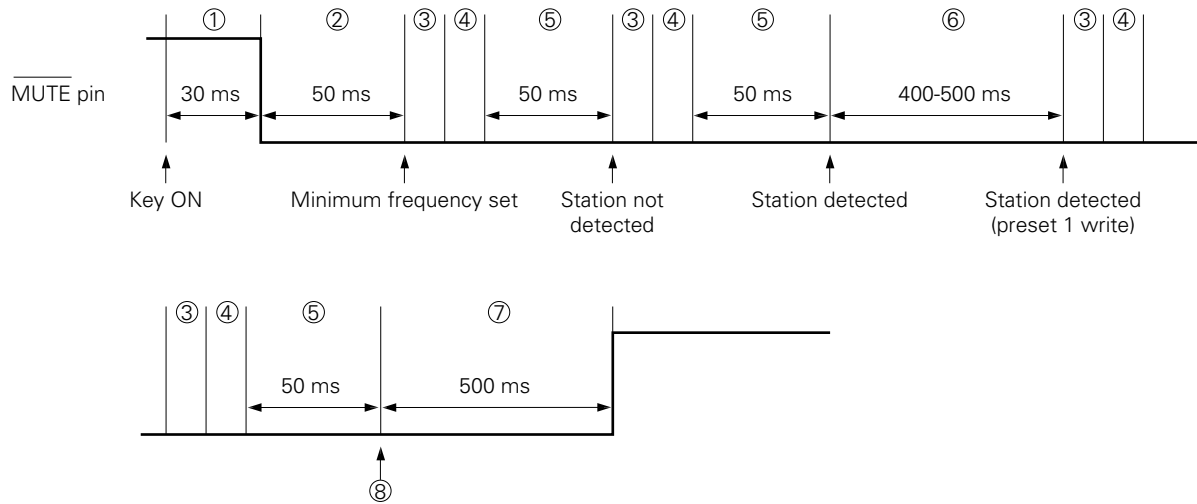 ① ② ③ ④ ⑤ ③ ④ ⑤ ⑥ ③ ④
MUTE pin
30 ms 50 ms 50 ms 50 ms 400-500 ms
Key ON Minimum frequency set Station not detected Station detected Station detected (preset 1 write)
③ ④ ⑤ ⑦
50 ms 500 ms
⑧